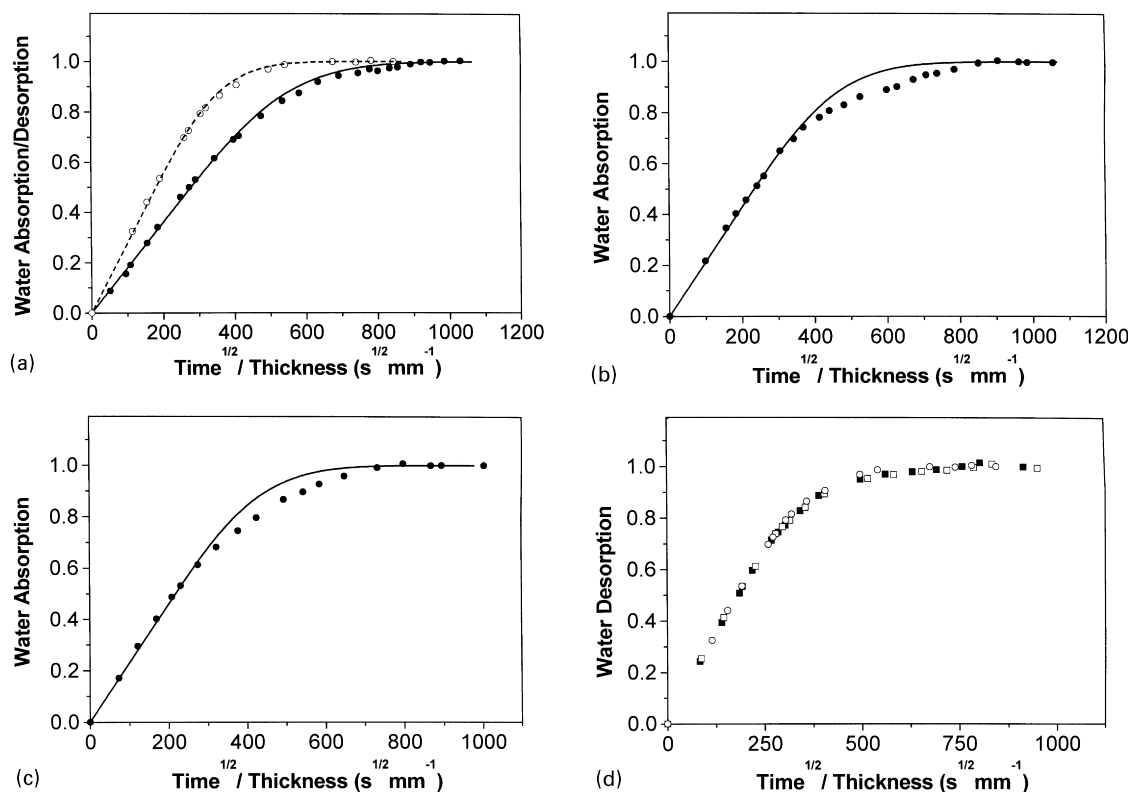 1.0
0.8
0.6
0.4
0.2
0.0
Water Absorption/Desorption
0 200 400 600 800 1000 1200
Time^1/2 / Thickness (s^1/2 mm^-1)
(a)
1.0
0.8
0.6
0.4
0.2
0.0
Water Absorption
0 200 400 600 800 1000 1200
Time^1/2 / Thickness (s^1/2 mm^-1)
(b)
1.0
0.8
0.6
0.4
0.2
0.0
Water Absorption
0 200 400 600 800 1000
Time^1/2 / Thickness (s^1/2 mm^-1)
(c)
1.0
0.8
0.6
0.4
0.2
0.0
Water Desorption
0 250 500 750 1000
Time^1/2 / Thickness (s^1/2 mm^-1)
(d)